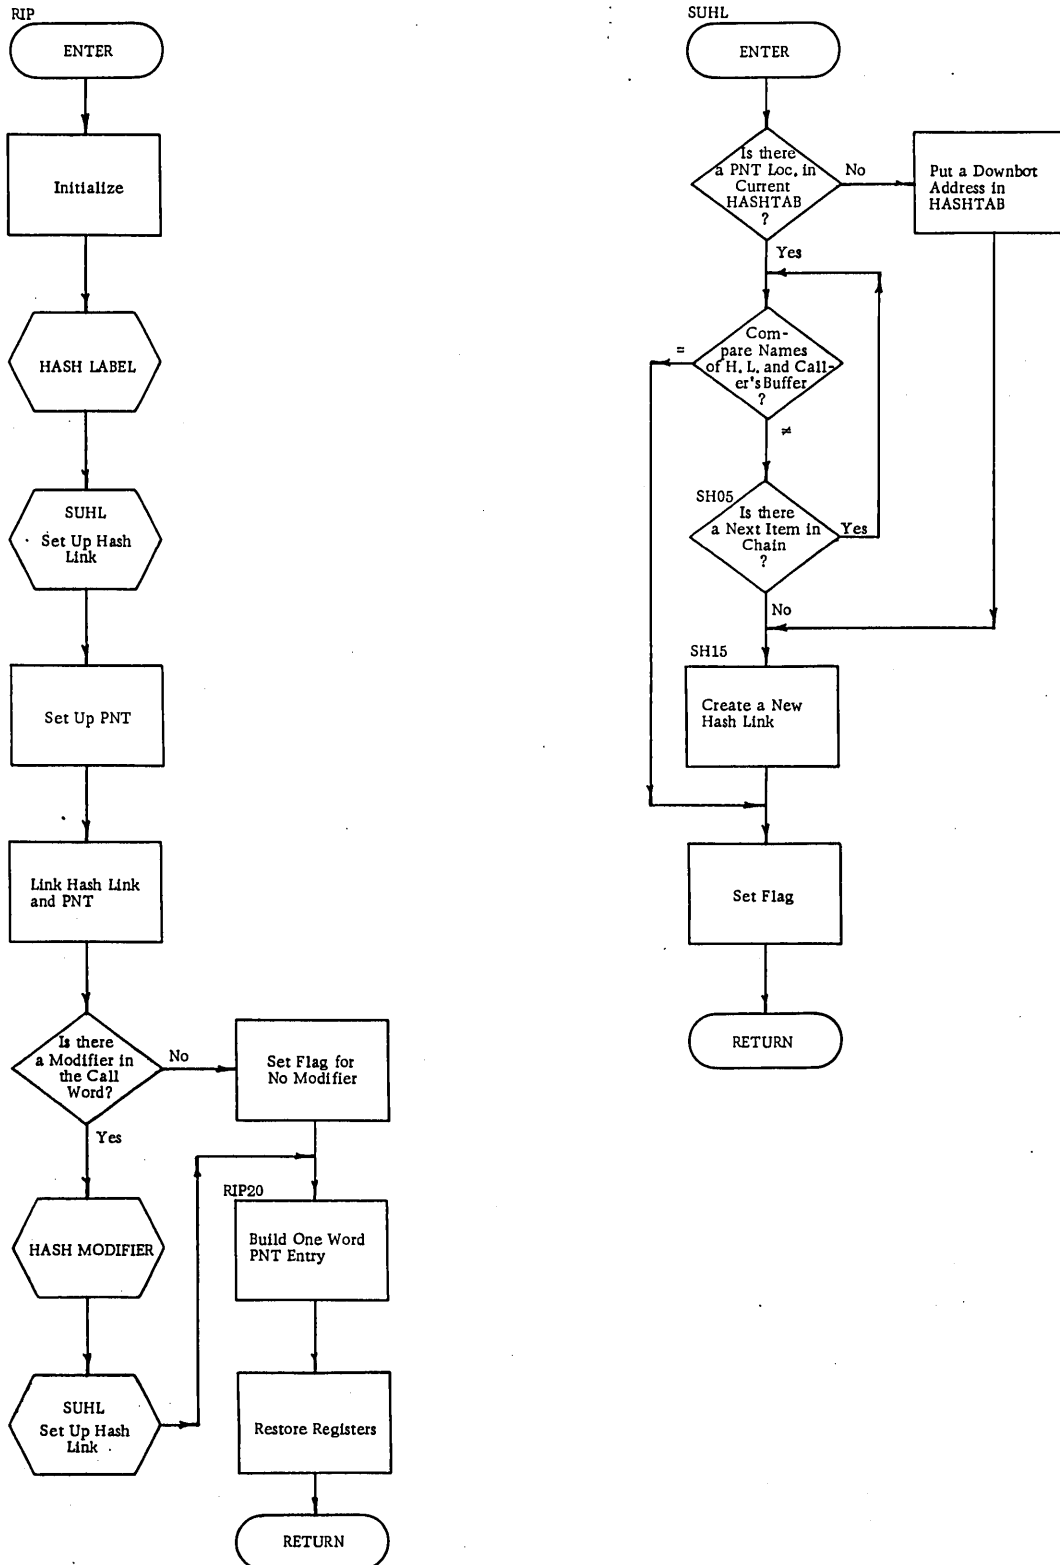 RIP
ENTER
Initialize
HASH LABEL
SUHL
Set Up Hash
Link
Set Up PNT
Link Hash Link
and PNT
Is there
a Modifier in
the Call
Word?
No
Yes
Set Flag for
No Modifier
HASH MODIFIER
SUHL
Set Up Hash
Link
RIP20
Build One Word
PNT Entry
Restore Registers
RETURN
SUHL
ENTER
Is there
a PNT Loc. in
Current
HASHTAB
?
No
Put a Downbot
Address in
HASHTAB
Yes
Com-
pare Names
of H. L. and Call-
er's Buffer
?
=
≠
SH05
Is there
a Next Item in
Chain
?
Yes
No
SH15
Create a New
Hash Link
Set Flag
RETURN